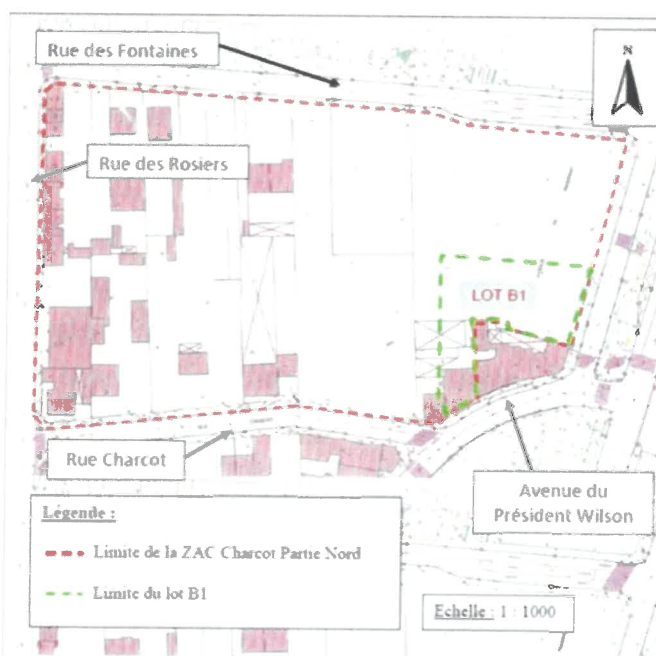 Rue des Fontaines
N
Rue des Rosiers
LOT B1
Rue Charcot
Avenue du
Président Wilson
Légende :
Limite de la ZAC Charcot Partie Nord
Limite du lot B1
Echelle : 1 : 1000